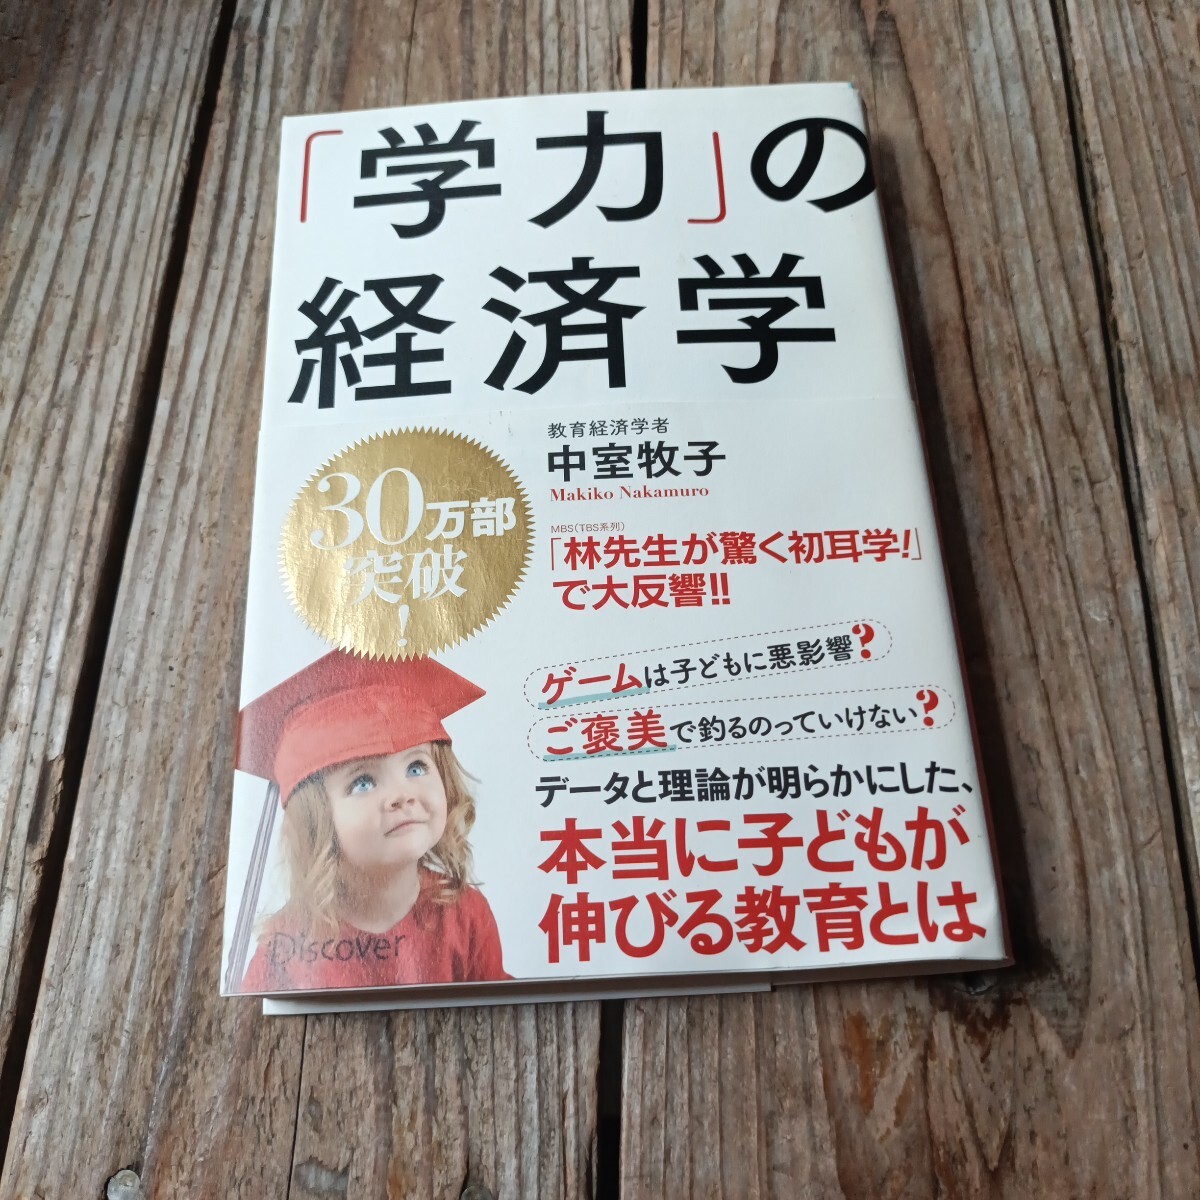 「学力」の
経済学
教育経済学者
中室牧子
Makiko Nakamuro
30万部
突破
!
MBS(TBS系列)
「林先生が驚く初耳学!」
で大反響!!
ゲームは子どもに悪影響?
ご褒美で釣るのっていけない?
データと理論が明らかにした、
本当に子どもが
伸びる教育とは
Discover